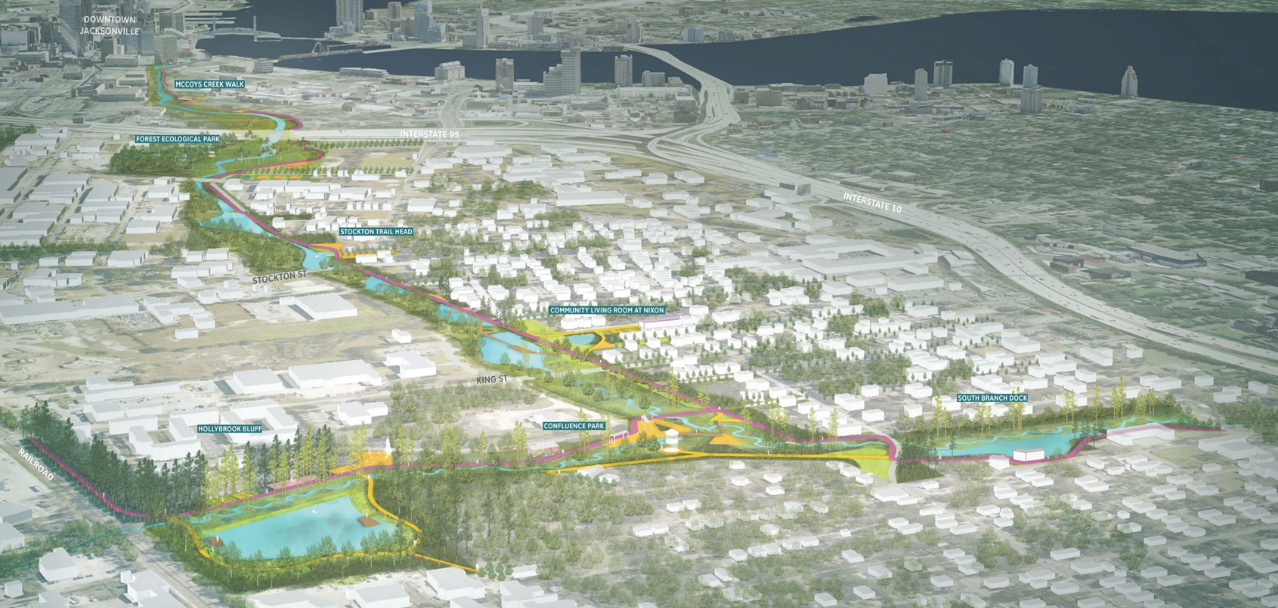 DOWNTOWN
JACKSONVILLE
MCCOYS CREEK WALK
FOREST ECOLOGICAL PARK
INTERSTATE 95
INTERSTATE 10
STOCKTON TRAIL HEAD
STOCKTON ST
COMMUNITY LIVING ROOM AT NIXON
KING ST
SOUTH BRANCH DOCK
HOLLYBROOK BLUFF
CONFLUENCE PARK
RAILROAD